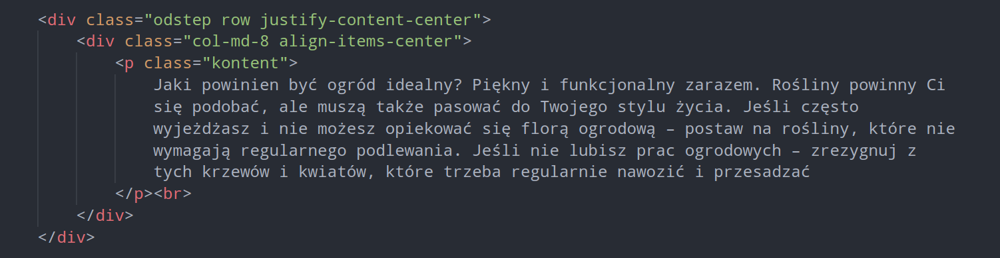 <div class="odstep row justify-content-center">
<div class="col-md-8 align-items-center">
<p class="kontent">
Jaki powinien być ogród idealny? Piękny i funkcjonalny zarazem. Rośliny powinny Ci
się podobać, ale muszą także pasować do Twojego stylu życia. Jeśli często
wyjeżdżasz i nie możesz opiekować się florą ogrodową – postaw na rośliny, które nie
wymagają regularnego podlewania. Jeśli nie lubisz prac ogrodowych – zrezygnuj z
tych krzewów i kwiatów, które trzeba regularnie nawozić i przesadzać
</p><br>
</div>
</div>